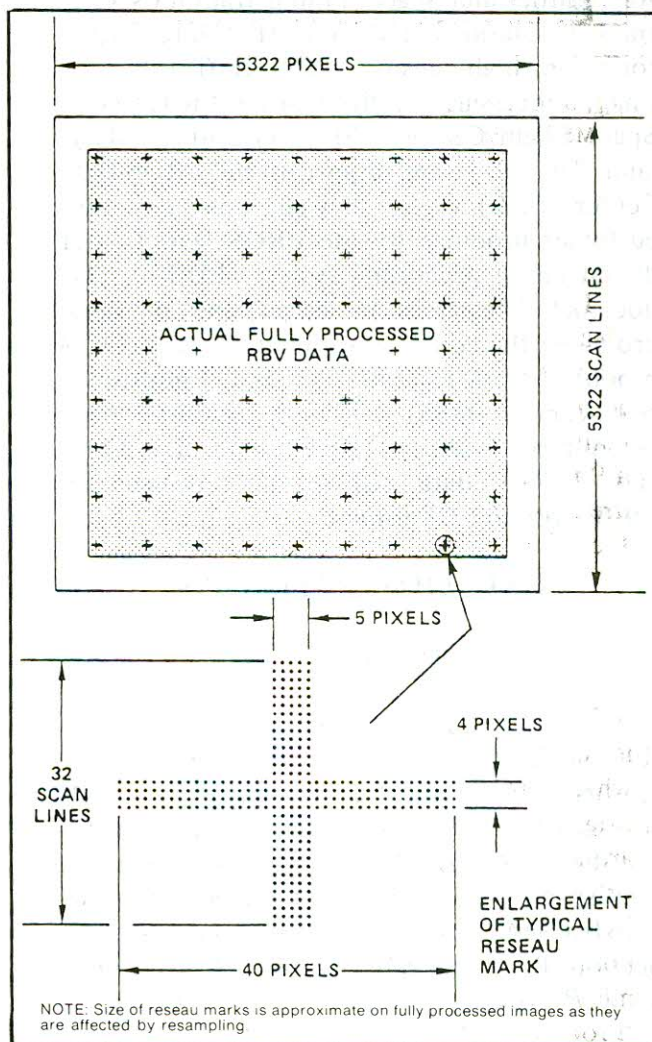 5322 PIXELS
5322 SCAN LINES
ACTUAL FULLY PROCESSED
RBV DATA
5 PIXELS
4 PIXELS
32
SCAN
LINES
ENLARGEMENT
OF TYPICAL
RESEAU
MARK
40 PIXELS
NOTE: Size of reseau marks is approximate on fully processed images as they
are affected by resampling.